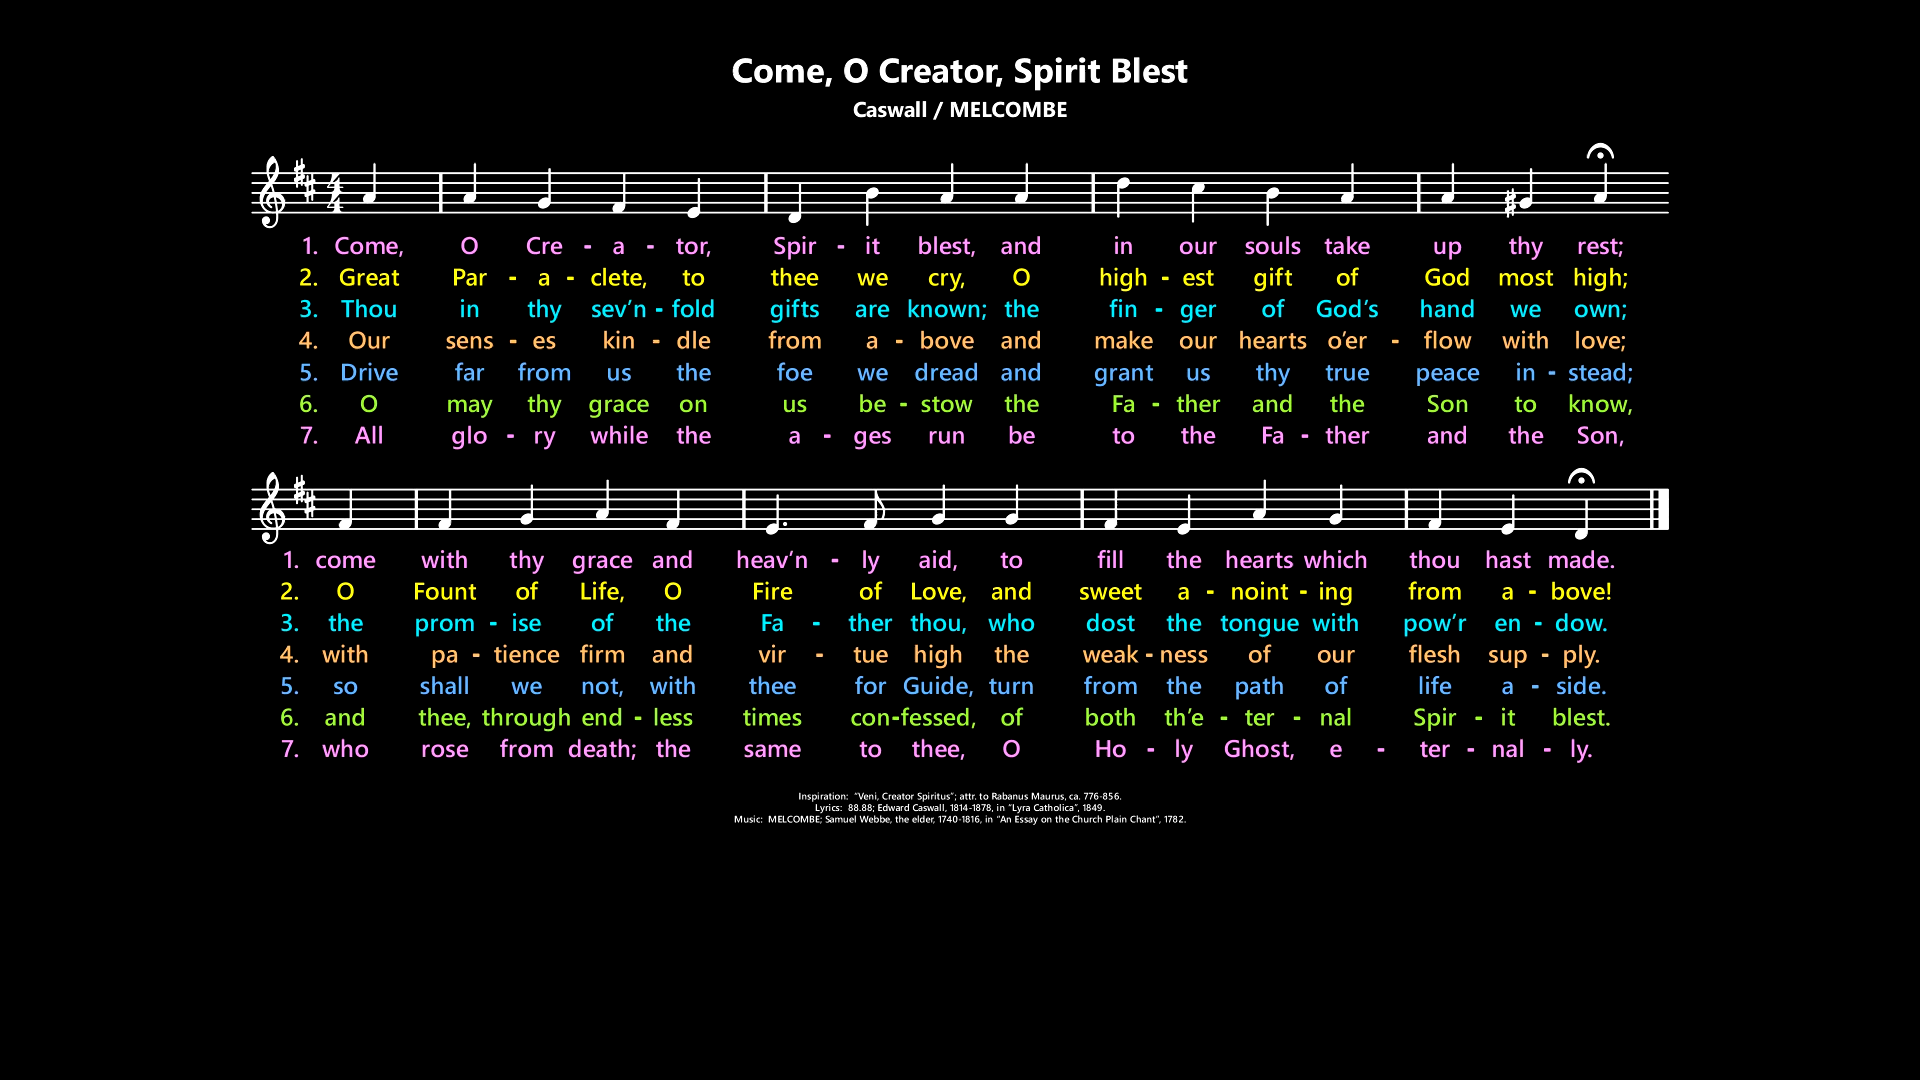 Come, O Creator, Spirit Blest
Caswall / MELCOMBE
1. Come, O Cre - a - tor, Spir - it blest, and in our souls take up thy rest;
2. Great Par - a - clete, to thee we cry, O high - est gift of God most high;
3. Thou in thy sev’n - fold gifts are known; the fin - ger of God’s hand we own;
4. Our sens - es kin - dle from a - bove and make our hearts o’er - flow with love;
5. Drive far from us the foe we dread and grant us thy true peace in - stead;
6. O may thy grace on us be - stow the Fa - ther and the Son to know,
7. All glo - ry while the a - ges run be to the Fa - ther and the Son,
1. come with thy grace and heav’n - ly aid, to fill the hearts which thou hast made.
2. O Fount of Life, O Fire of Love, and sweet a - noint - ing from a - bove!
3. the prom - ise of the Fa - ther thou, who dost the tongue with pow’r en - dow.
4. with pa - tience firm and vir - tue high the weak - ness of our flesh sup - ply.
5. so shall we not, with thee for Guide, turn from the path of life a - side.
6. and thee, through end - less times con - fessed, of both th’e - ter - nal Spir - it blest.
7. who rose from death; the same to thee, O Ho - ly Ghost, e - ter - nal - ly.
Inspiration: “Veni, Creator Spiritus”; attr. to Rabanus Maurus, ca. 776-856.
Lyrics: 88.88; Edward Caswall, 1814-1878, in “Lyra Catholica”, 1849.
Music: MELCOMBE; Samuel Webbe, the elder, 1740-1816, in “An Essay on the Church Plain Chant”, 1782.